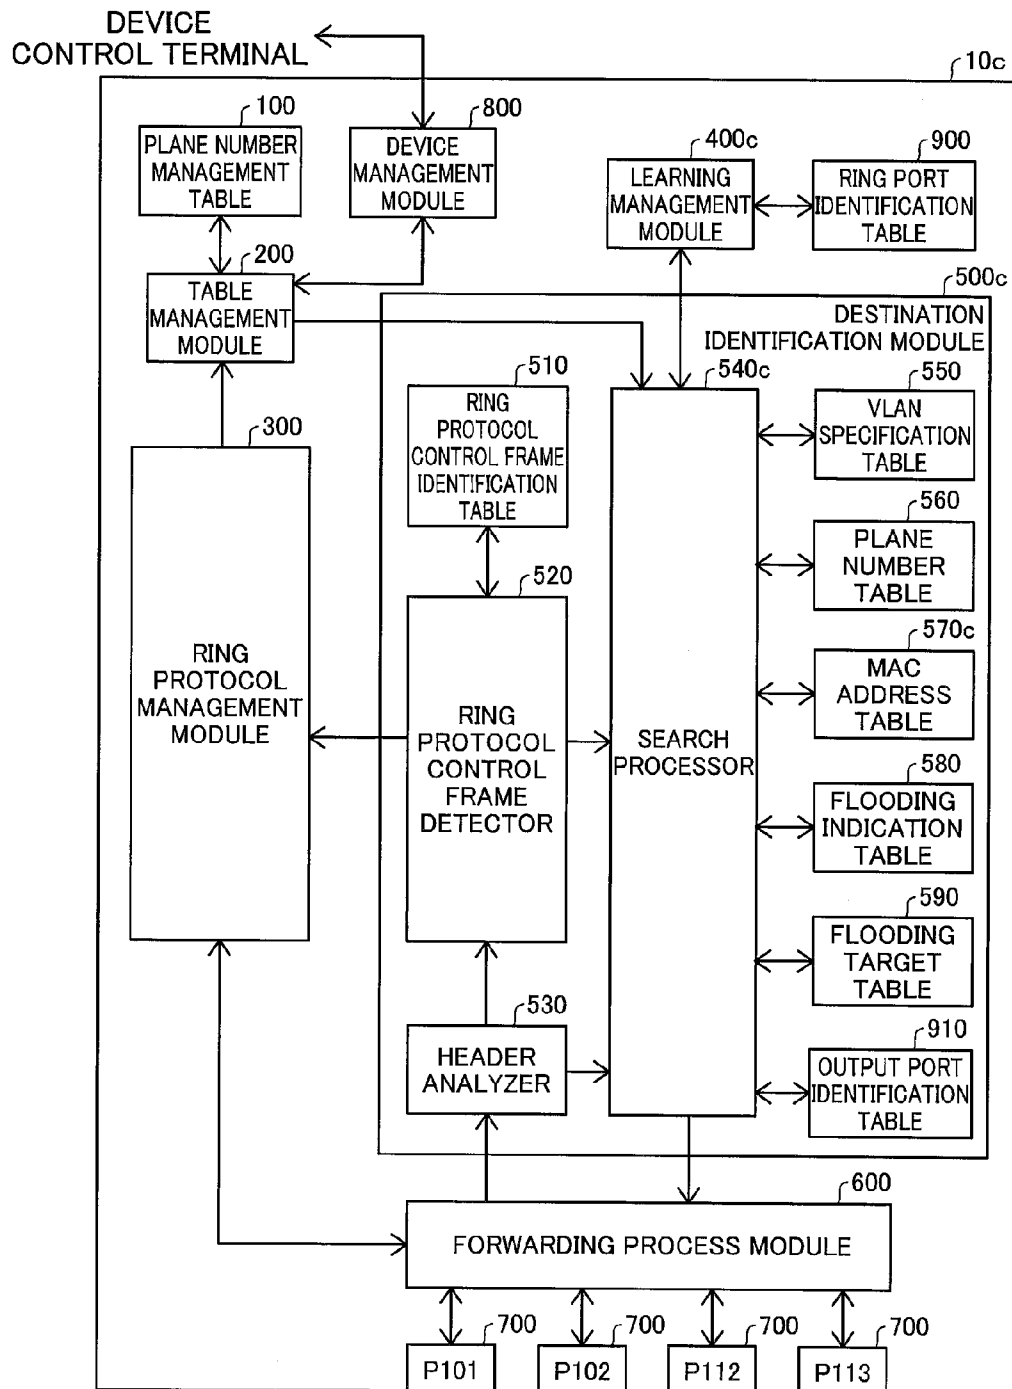 DEVICE
CONTROL TERMINAL
10c
100
PLANE NUMBER
MANAGEMENT
TABLE
800
DEVICE
MANAGEMENT
MODULE
400c
LEARNING
MANAGEMENT
MODULE
900
RING PORT
IDENTIFICATION
TABLE
200
TABLE
MANAGEMENT
MODULE
500c
DESTINATION
IDENTIFICATION MODULE
510
RING
PROTOCOL
CONTROL FRAME
IDENTIFICATION
TABLE
540c
SEARCH
PROCESSOR
550
VLAN
SPECIFICATION
TABLE
300
RING
PROTOCOL
MANAGEMENT
MODULE
520
RING
PROTOCOL
CONTROL
FRAME
DETECTOR
560
PLANE
NUMBER
TABLE
570c
MAC
ADDRESS
TABLE
580
FLOODING
INDICATION
TABLE
590
FLOODING
TARGET
TABLE
530
HEADER
ANALYZER
910
OUTPUT PORT
IDENTIFICATION
TABLE
600
FORWARDING PROCESS MODULE
700
P101
700
P102
700
P112
700
P113